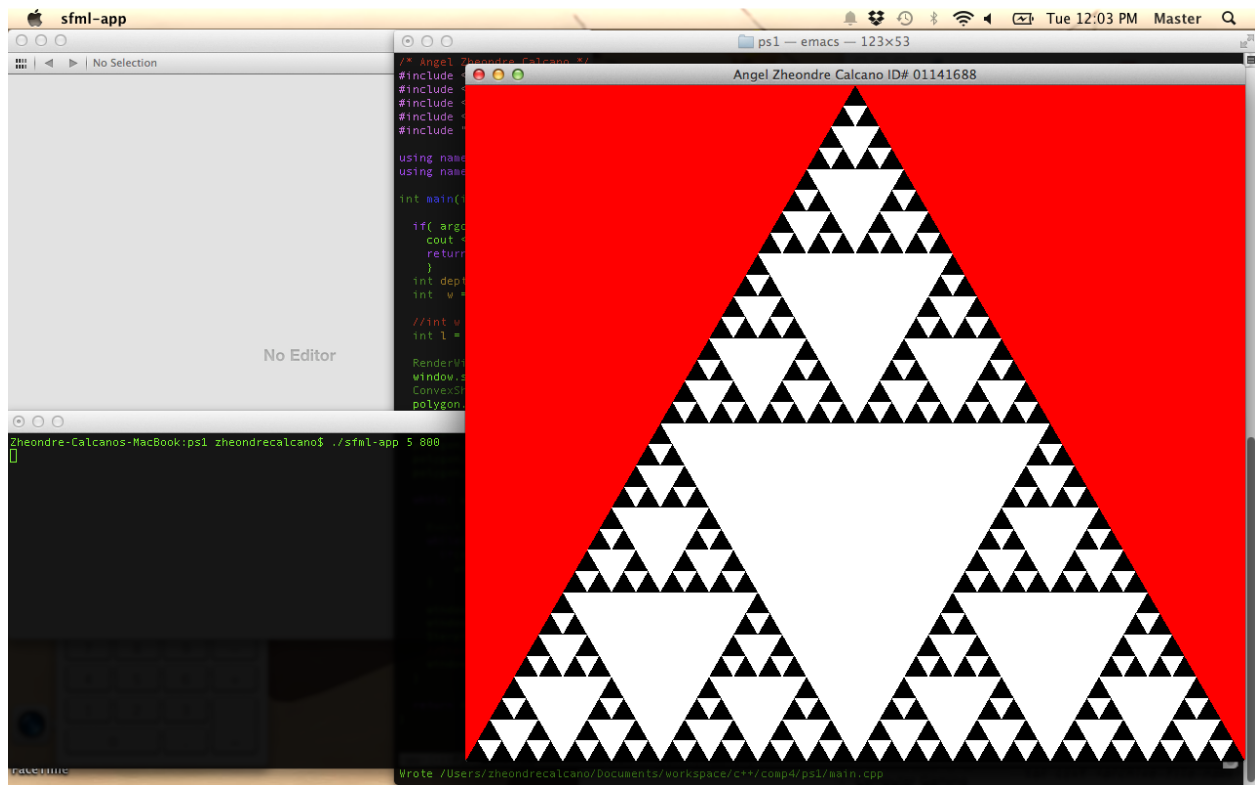 sfml-app
Tue 12:03 PM Master
No Selection
No Editor
ps1 — emacs — 123×53
/* Angel Zheondre Calcano */
#include <
#include <
#include <
#include <
#include "
using name
using name
int main(i
if( argc
cout <
return
}
int dept
int w =
//int w
int l =
RenderWi
window.s
ConvexSh
polygon.
Angel Zheondre Calcano ID# 01141688
Zheondre-Calcanos-MacBook:ps1 zheondrecalcano$ ./sfml-app 5 800
FaceTime
Wrote /Users/zheondrecalcano/Documents/workspace/c++/comp4/ps1/main.cpp